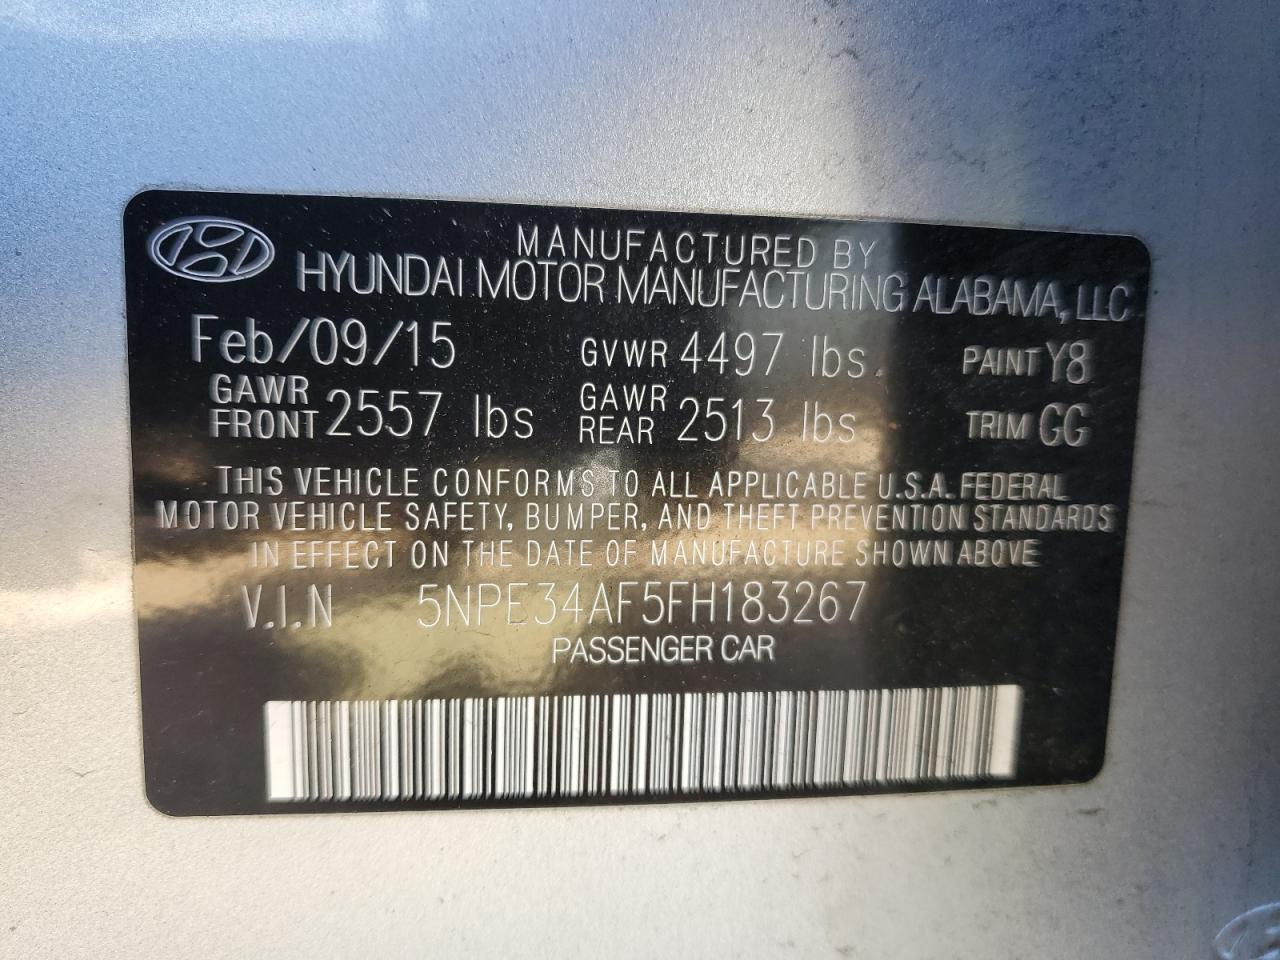 MANUFACTURED BY
HYUNDAI MOTOR MANUFACTURING ALABAMA, LLC
Feb/09/15 GVWR 4497 lbs. PAINT Y8
GAWR FRONT 2557 lbs GAWR REAR 2513 lbs TRIM GG
THIS VEHICLE CONFORMS TO ALL APPLICABLE U.S.A. FEDERAL
MOTOR VEHICLE SAFETY, BUMPER, AND THEFT PREVENTION STANDARDS
IN EFFECT ON THE DATE OF MANUFACTURE SHOWN ABOVE
V.I.N 5NPE34AF5FH183267
PASSENGER CAR